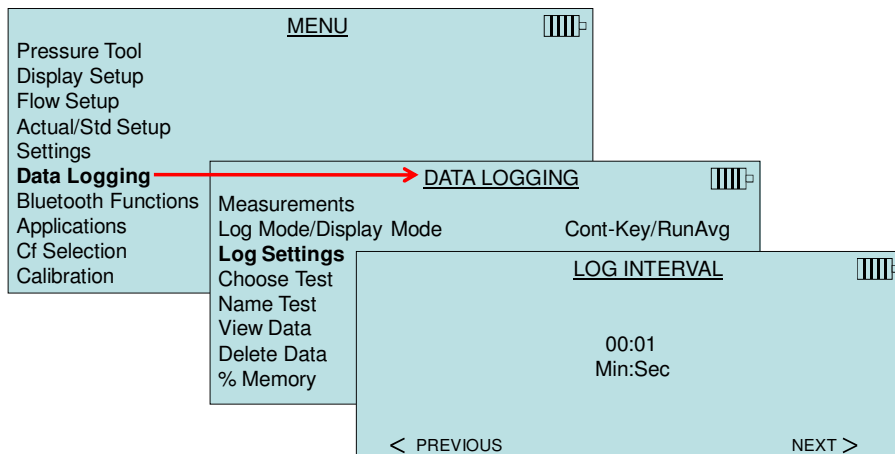 MENU
Pressure Tool
Display Setup
Flow Setup
Actual/Std Setup
Settings
Data Logging
Bluetooth Functions
Applications
Cf Selection
Calibration
DATA LOGGING
Measurements
Log Mode/Display Mode Cont-Key/RunAvg
Log Settings
Choose Test
Name Test
View Data
Delete Data
% Memory
LOG INTERVAL
00:01
Min:Sec
< PREVIOUS NEXT >